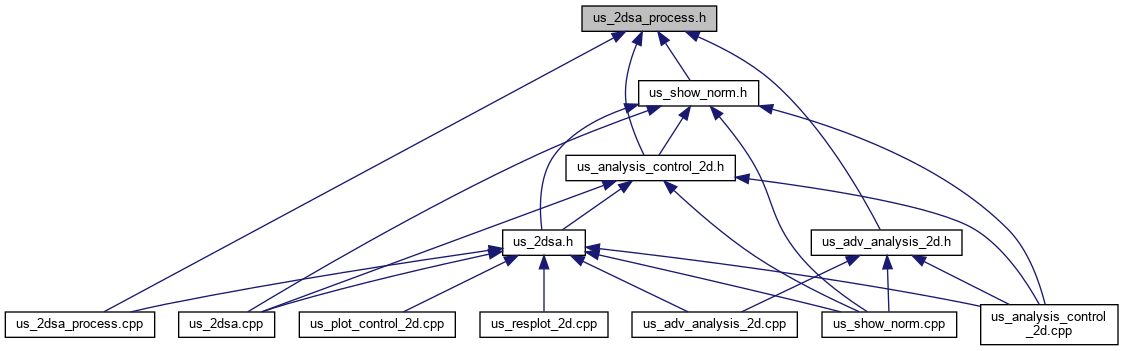 us_2dsa_process.h
us_show_norm.h
us_analysis_control_2d.h
us_2dsa.h
us_adv_analysis_2d.h
us_2dsa_process.cpp
us_2dsa.cpp
us_plot_control_2d.cpp
us_resplot_2d.cpp
us_adv_analysis_2d.cpp
us_show_norm.cpp
us_analysis_control
_2d.cpp